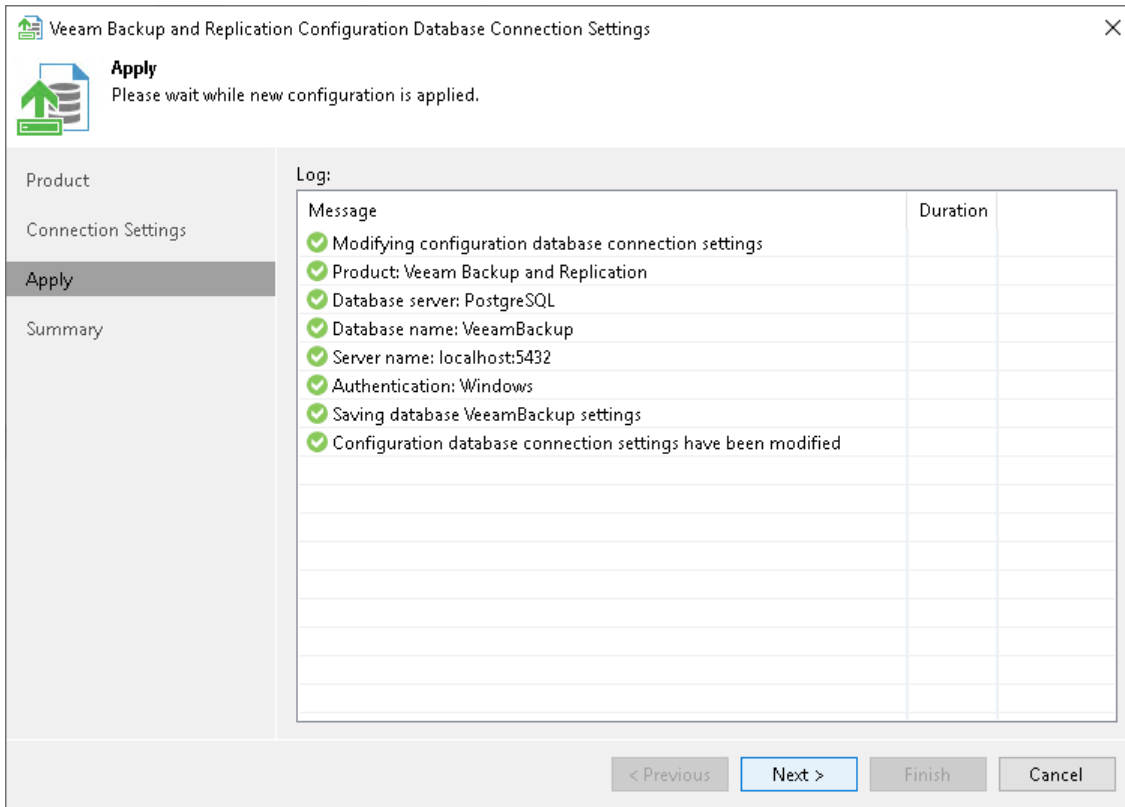 Veeam Backup and Replication Configuration Database Connection Settings
Apply
Please wait while new configuration is applied.
Product
Connection Settings
Apply
Summary
Log:
Message Duration
Modifying configuration database connection settings
Product: Veeam Backup and Replication
Database server: PostgreSQL
Database name: VeeamBackup
Server name: localhost:5432
Authentication: Windows
Saving database VeeamBackup settings
Configuration database connection settings have been modified
< Previous Next > Finish Cancel